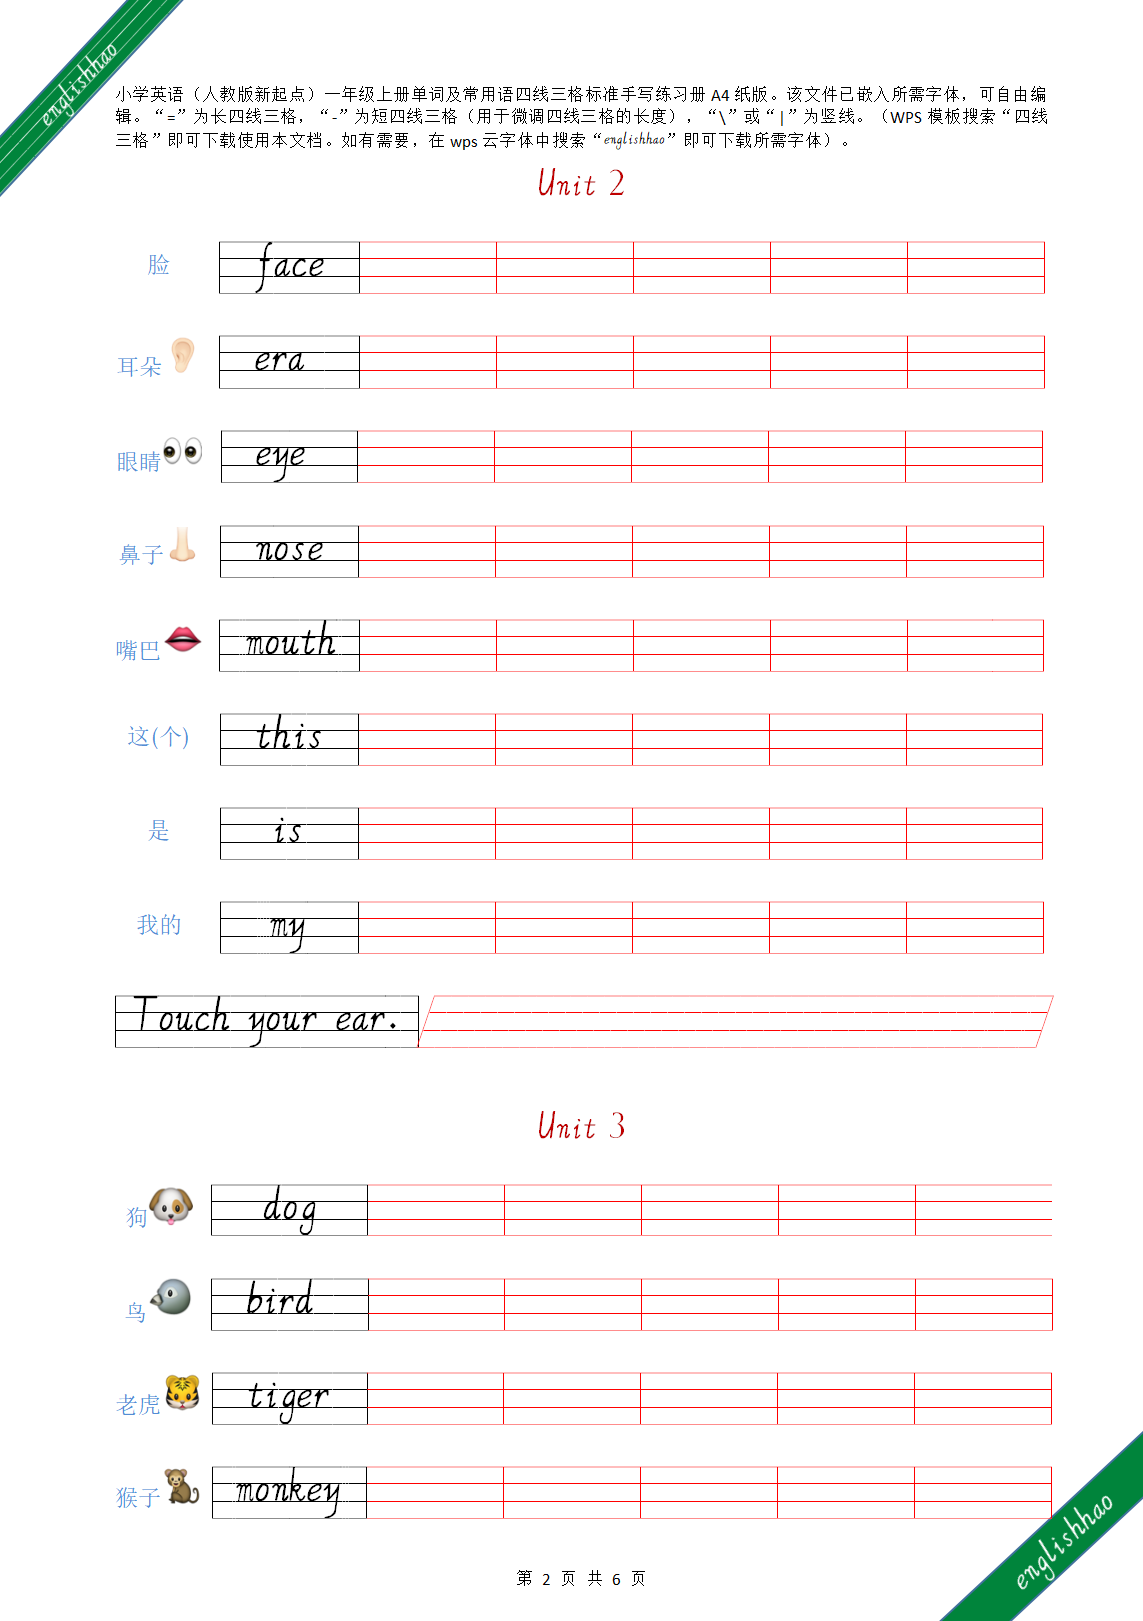 englishhao
小学英语（人教版新起点）一年级上册单词及常用语四线三格标准手写练习册 A4 纸版。该文件已嵌入所需字体，可自由编
辑。“=”为长四线三格，“-”为短四线三格（用于微调四线三格的长度），“\”或“|”为竖线。（WPS 模板搜索“四线
三格”即可下载使用本文档。如有需要，在 wps 云字体中搜索“englishhao”即可下载所需字体）。
Unit 2
脸 face
耳朵 era
眼睛 eye
鼻子 nose
嘴巴 mouth
这(个) this
是 is
我的 my
Touch your ear.
Unit 3
狗 dog
鸟 bird
老虎 tiger
猴子 monkey
englishhao
第 2 页 共 6 页